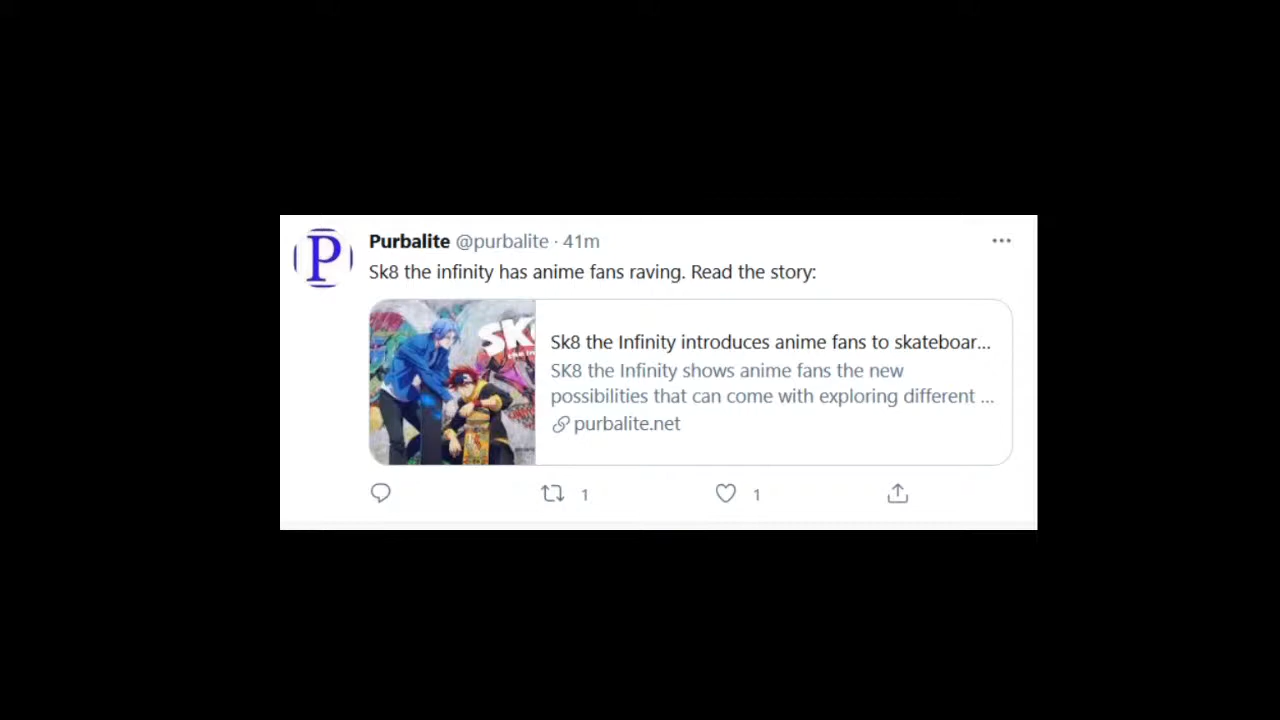 P
Purbalite @purbalite · 41m
Sk8 the infinity has anime fans raving. Read the story:
SK
Sk8 the Infinity introduces anime fans to skateboar...
SK8 the Infinity shows anime fans the new
possibilities that can come with exploring different ...
purbalite.net
1
1